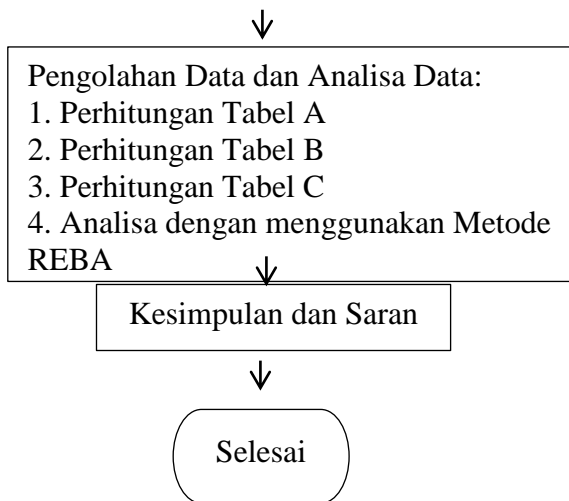 Pengolahan Data dan Analisa Data:
1. Perhitungan Tabel A
2. Perhitungan Tabel B
3. Perhitungan Tabel C
4. Analisa dengan menggunakan Metode
REBA
Kesimpulan dan Saran
Selesai